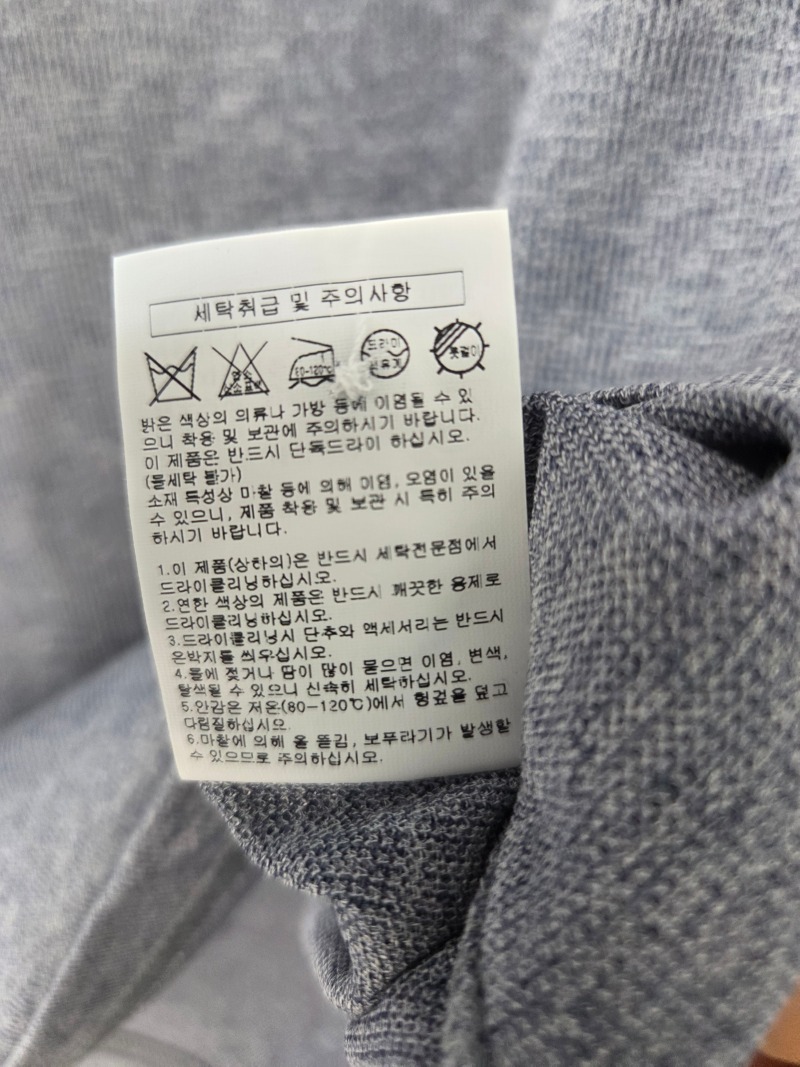 세탁취급 및 주의사항
80-120℃
드라이
옷걸이
밝은 색상의 의류나 가방 등에 이염될 수 있
으니 착용 및 보관에 주의하시기 바랍니다.
이 제품은 반드시 단독드라이 하십시오.
(물세탁 불가)
소재 특성상 마찰 등에 의해 이염, 오염이 있을
수 있으니, 제품 착용 및 보관 시 특히 주의
하시기 바랍니다.
1.이 제품(상하의)은 반드시 세탁전문점에서
드라이클리닝하십시오.
2.연한 색상의 제품은 반드시 깨끗한 용제로
드라이클리닝하십시오.
3.드라이클리닝시 단추와 액세서리는 반드시
은박지를 씌우십시오.
4.물에 젖거나 땀이 많이 묻으면 이염, 변색,
탈색될 수 있으니 신속히 세탁하십시오.
5.안감은 저온(80-120℃)에서 헝겊을 덮고
다림질하십시오.
6.마찰에 의해 올 뜯김, 보푸라기가 발생할
수 있으므로 주의하십시오.